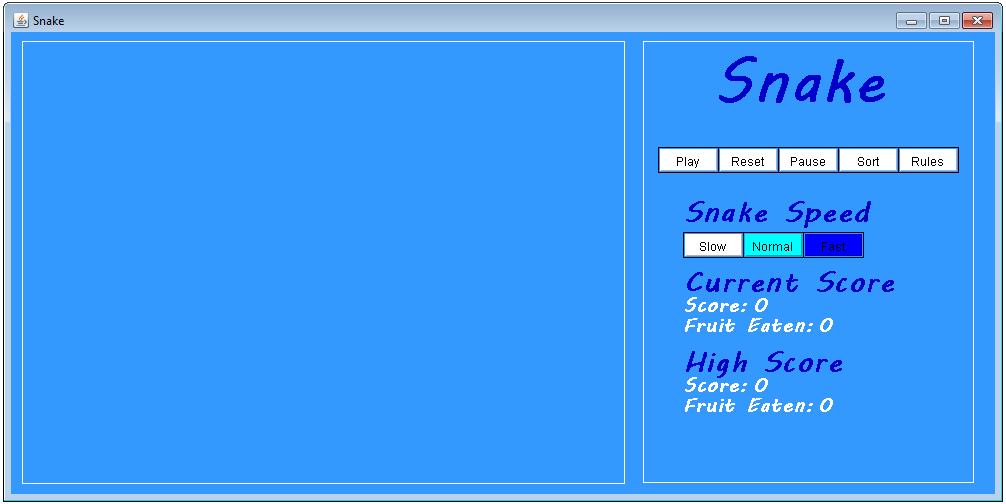 Snake
Snake
Play Reset Pause Sort Rules
Snake Speed
Slow Normal Fast
Current Score
Score: 0
Fruit Eaten: 0
High Score
Score: 0
Fruit Eaten: 0